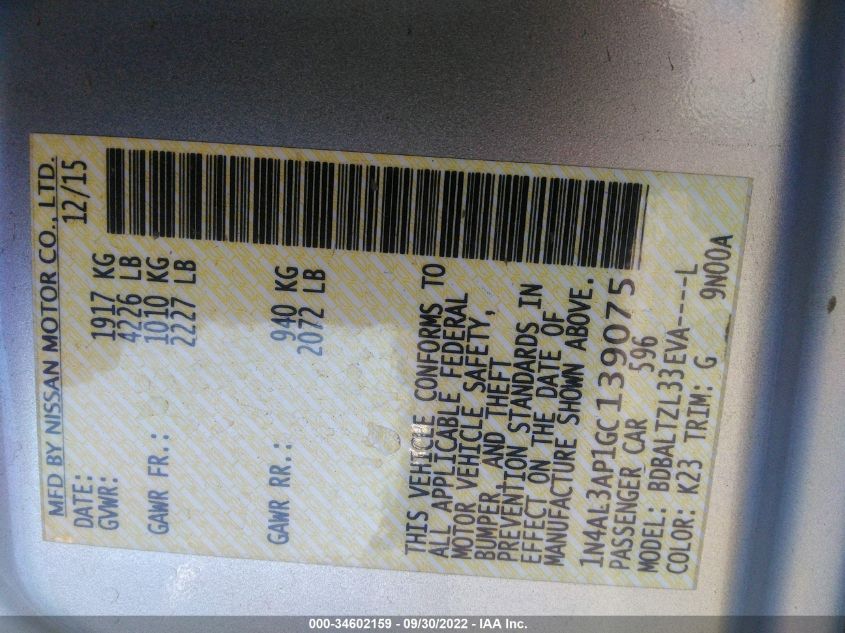 MFD BY NISSAN MOTOR CO., LTD.
DATE: 12/15
GVWR: 1917 KG
4226 LB
GAWR FR.: 1010 KG
2227 LB
GAWR RR.: 940 KG
2072 LB
THIS VEHICLE CONFORMS TO
ALL APPLICABLE FEDERAL
MOTOR VEHICLE SAFETY,
BUMPER, AND THEFT
PREVENTION STANDARDS IN
EFFECT ON THE DATE OF
MANUFACTURE SHOWN ABOVE.
1N4AL3AP1GC139075
PASSENGER CAR 596
MODEL: BDBALTZL33EVA----L
COLOR: K23 TRIM: G 9N00A
000-34602159 - 09/30/2022 - IAA Inc.